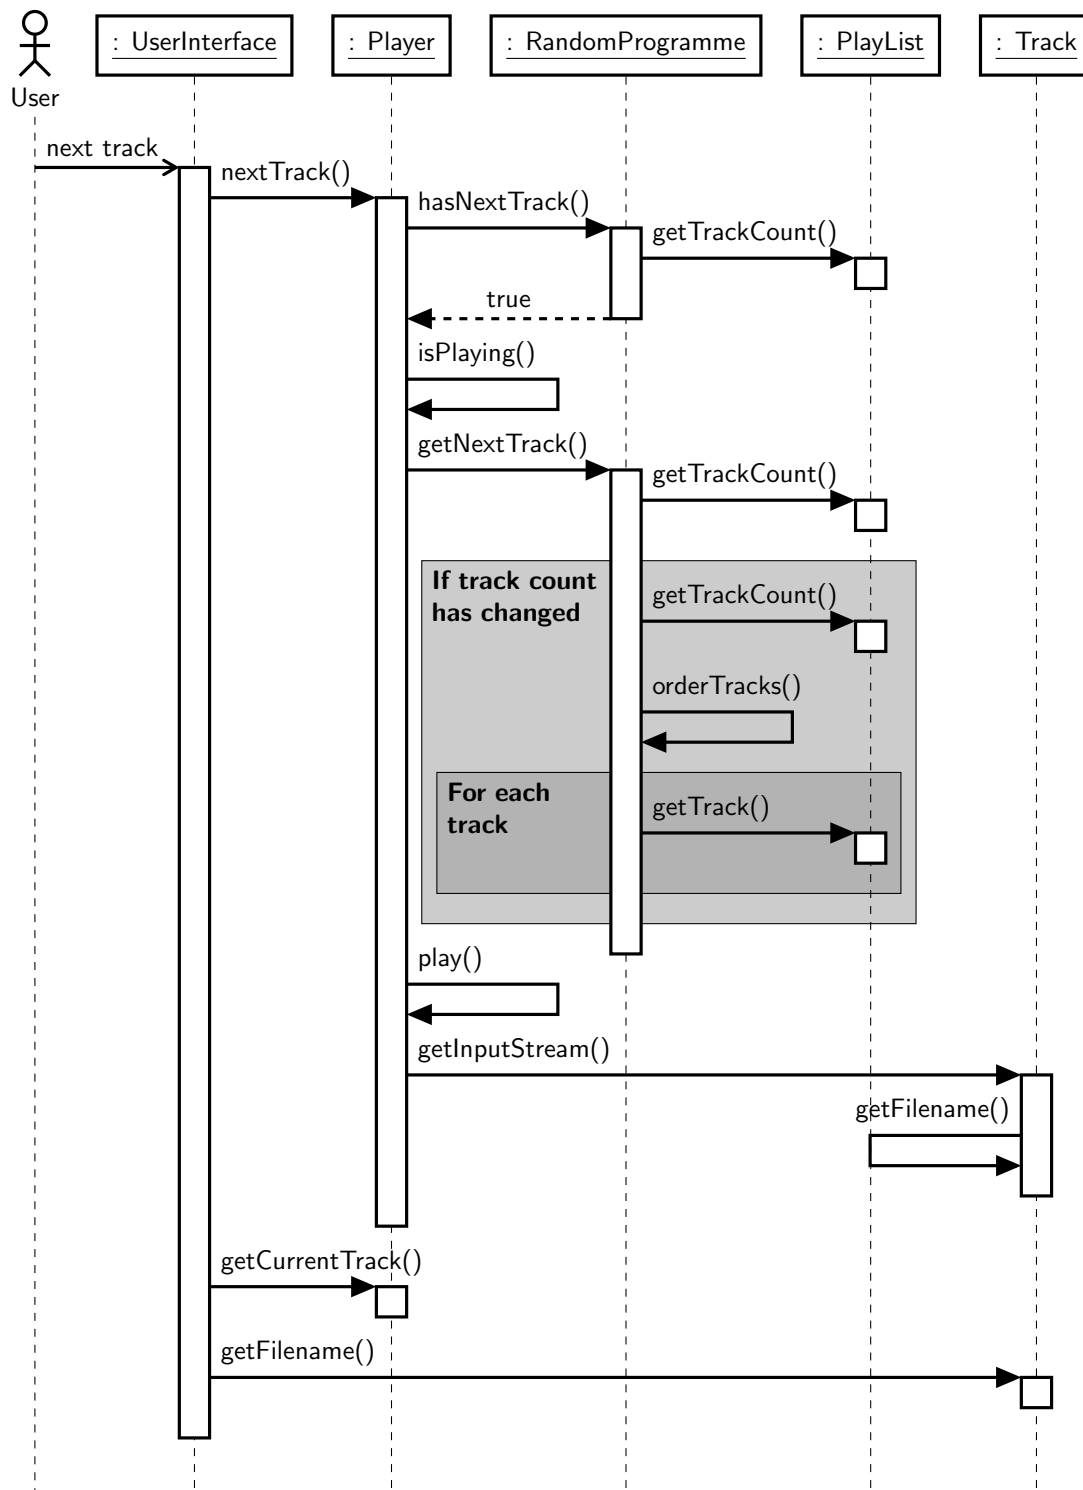 : UserInterface
: Player
: RandomProgramme
: PlayList
: Track
User
next track
nextTrack()
hasNextTrack()
getTrackCount()
true
isPlaying()
getNextTrack()
getTrackCount()
If track count
has changed
getTrackCount()
orderTracks()
For each
track
getTrack()
play()
getInputStream()
getFilename()
getCurrentTrack()
getFilename()